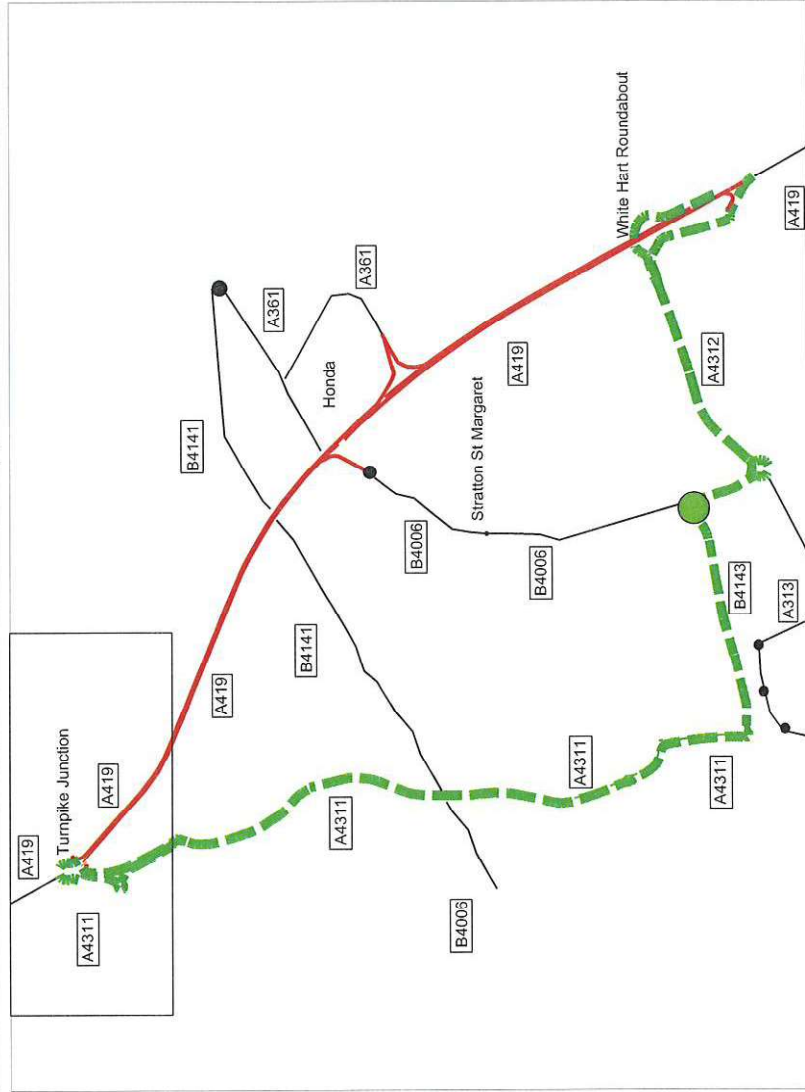 A419
Turnpike Junction
A4311
A419
A419
B4141
A361
A361
Honda
B4141
A4311
B4006
B4006
Stratton St Margaret
A419
White Hart Roundabout
B4006
A4311
A4312
A4311
B4143
A313
A419